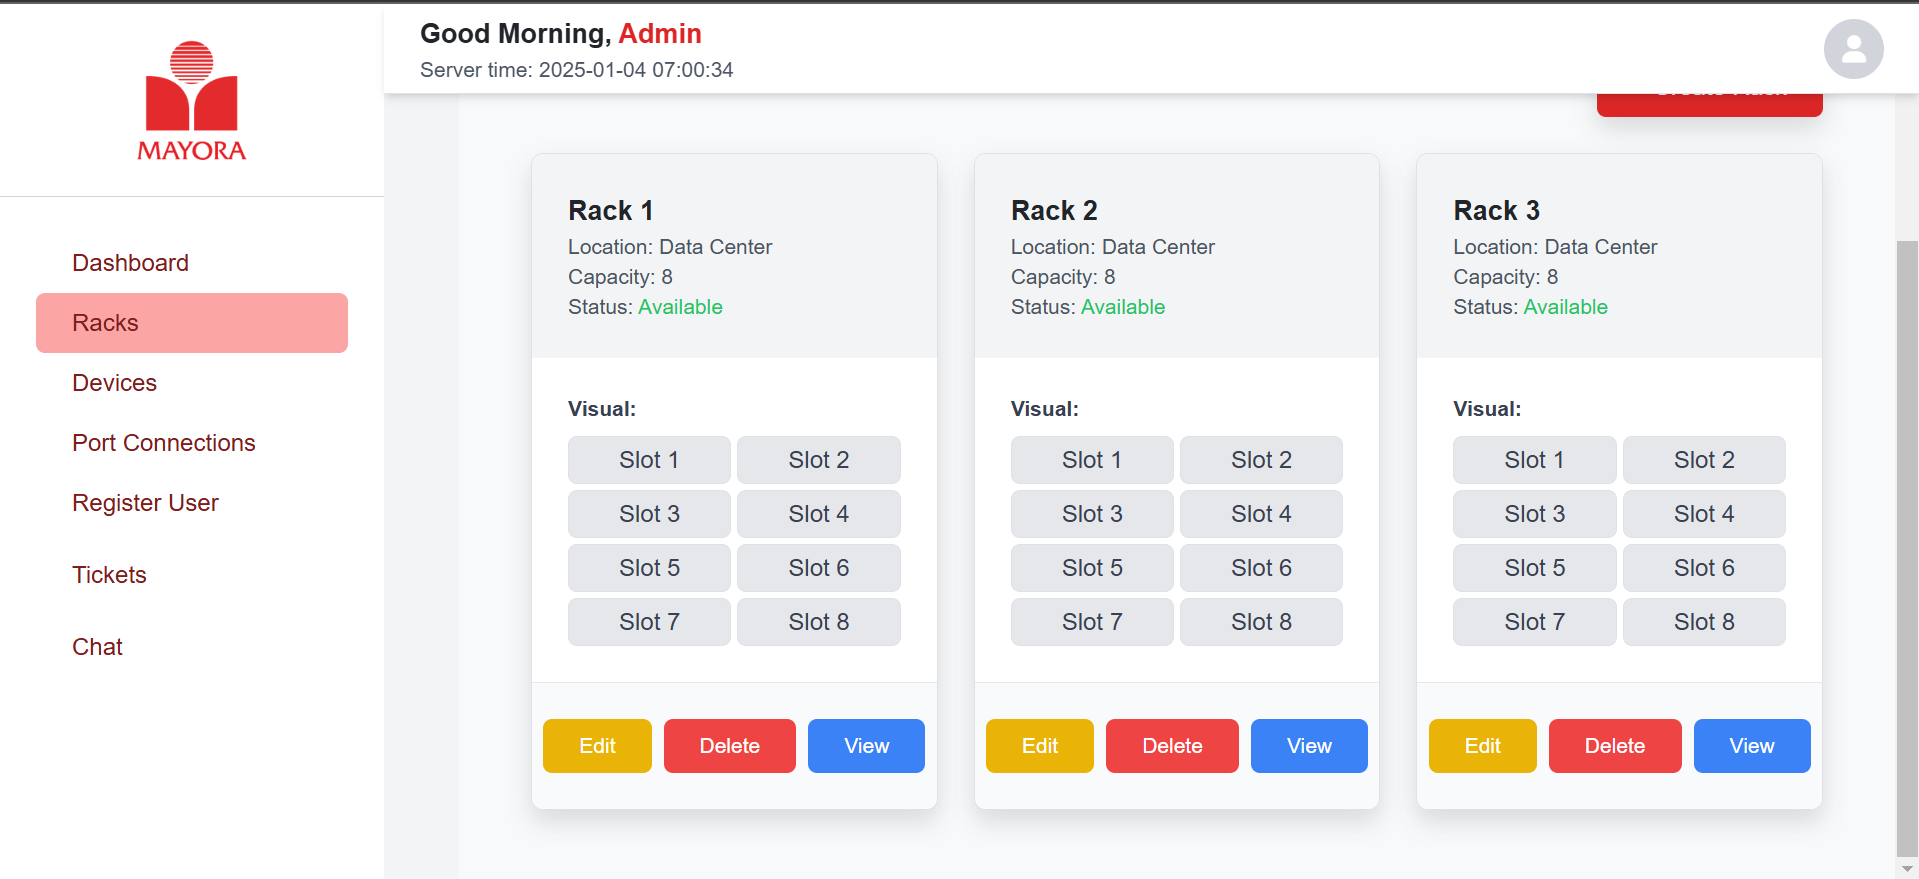 MAYORA
Good Morning, Admin
Server time: 2025-01-04 07:00:34
Dashboard
Racks
Devices
Port Connections
Register User
Tickets
Chat
Rack 1
Location: Data Center
Capacity: 8
Status: Available
Visual:
Slot 1 Slot 2
Slot 3 Slot 4
Slot 5 Slot 6
Slot 7 Slot 8
Edit Delete View
Rack 2
Location: Data Center
Capacity: 8
Status: Available
Visual:
Slot 1 Slot 2
Slot 3 Slot 4
Slot 5 Slot 6
Slot 7 Slot 8
Edit Delete View
Rack 3
Location: Data Center
Capacity: 8
Status: Available
Visual:
Slot 1 Slot 2
Slot 3 Slot 4
Slot 5 Slot 6
Slot 7 Slot 8
Edit Delete View